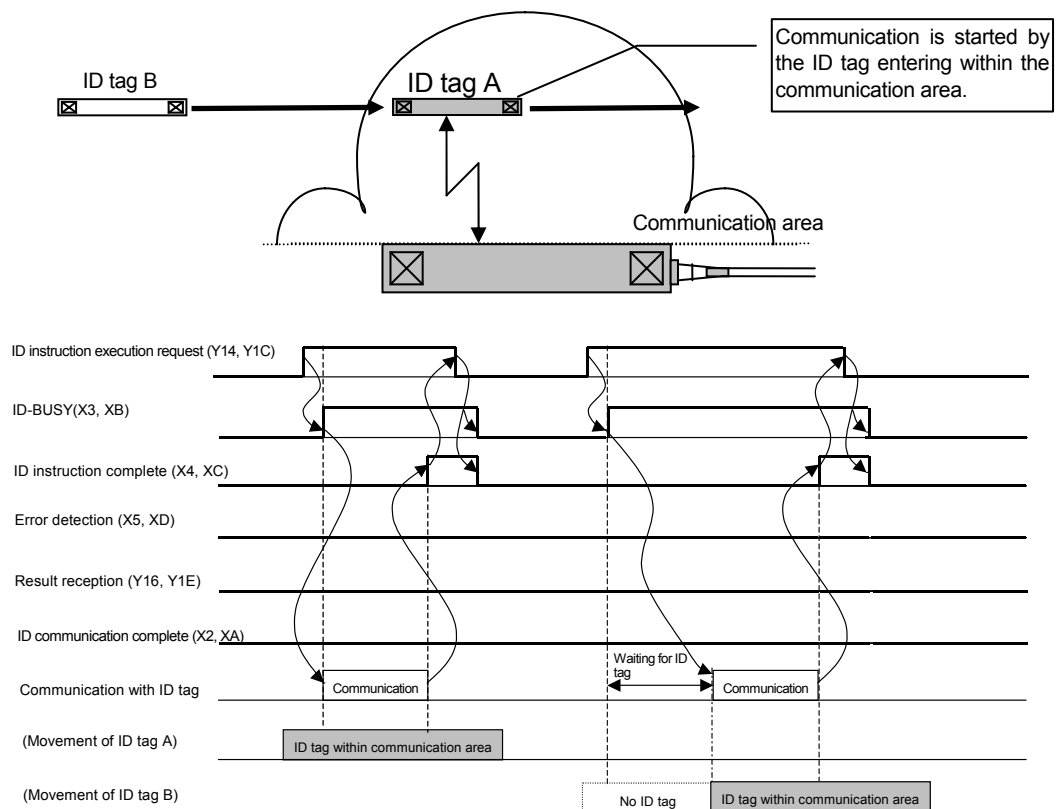 Communication is started by
the ID tag entering within the
communication area.
ID tag B
ID tag A
Communication area
ID instruction execution request (Y14, Y1C)
ID-BUSY(X3, XB)
ID instruction complete (X4, XC)
Error detection (X5, XD)
Result reception (Y16, Y1E)
ID communication complete (X2, XA)
Waiting for ID
tag
Communication with ID tag
Communication
Communication
(Movement of ID tag A)
ID tag within communication area
(Movement of ID tag B)
No ID tag
ID tag within communication area